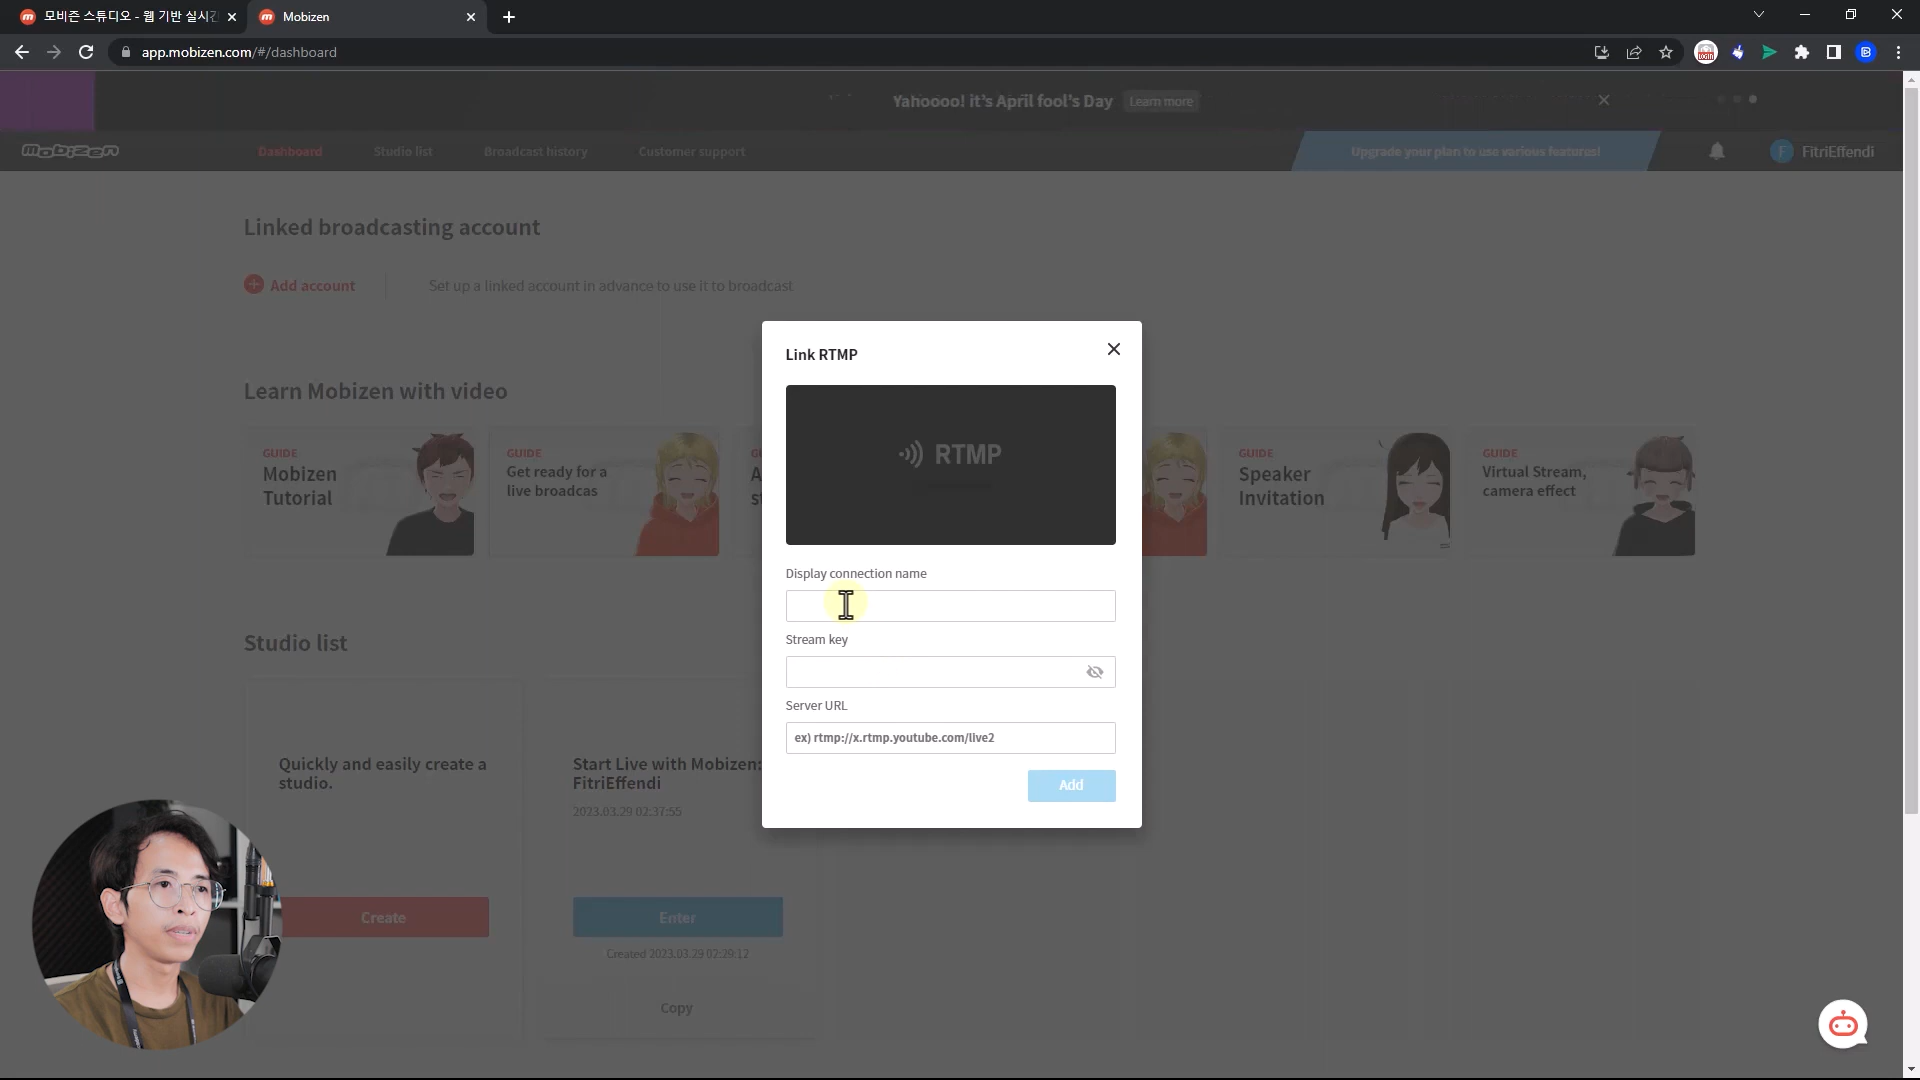 모비즌 스튜디오 - 웹 기반 실시간
Mobizen
app.mobizen.com/#/dashboard
Yahoooo! it's April fool's Day
Learn more
mobizen
Dashboard
Studio list
Broadcast history
Customer support
Upgrade your plan to use various features!
F
FitriEffendi
Linked broadcasting account
Add account
Set up a linked account in advance to use it to broadcast.
Learn Mobizen with video
GUIDE
Mobizen
Tutorial
GUIDE
Get ready for a
live broadcas
GUIDE
Speaker
Invitation
GUIDE
Virtual Stream,
camera effect
Link RTMP
RTMP
Display connection name
Stream key
Server URL
ex) rtmp://x.rtmp.youtube.com/live2
Add
Studio list
Quickly and easily create a
studio.
Create
Start Live with Mobizen:
FitriEffendi
2023.03.29 02:37:55
Enter
Created 2023.03.29 02:29:12
Copy